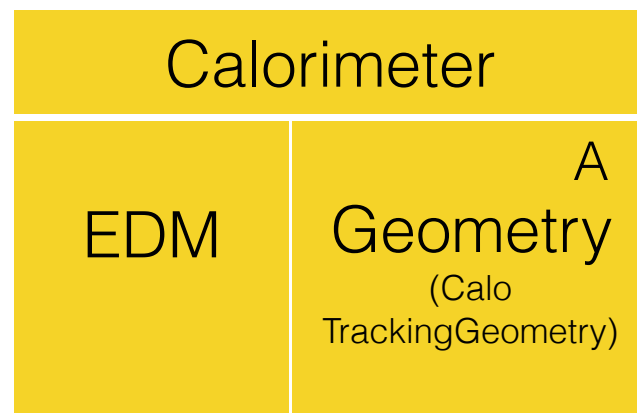 Calorimeter
EDM
A
Geometry
(Calo
TrackingGeometry)